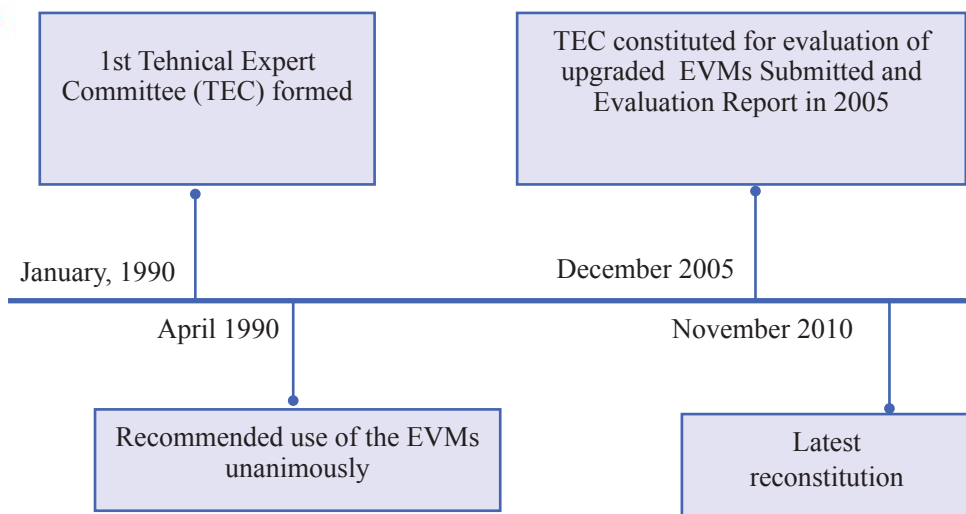 1st Tehnical Expert
Committee (TEC) formed
TEC constituted for evaluation of
upgraded EVMs Submitted and
Evaluation Report in 2005
January, 1990
December 2005
April 1990
November 2010
Recommended use of the EVMs
unanimously
Latest
reconstitution